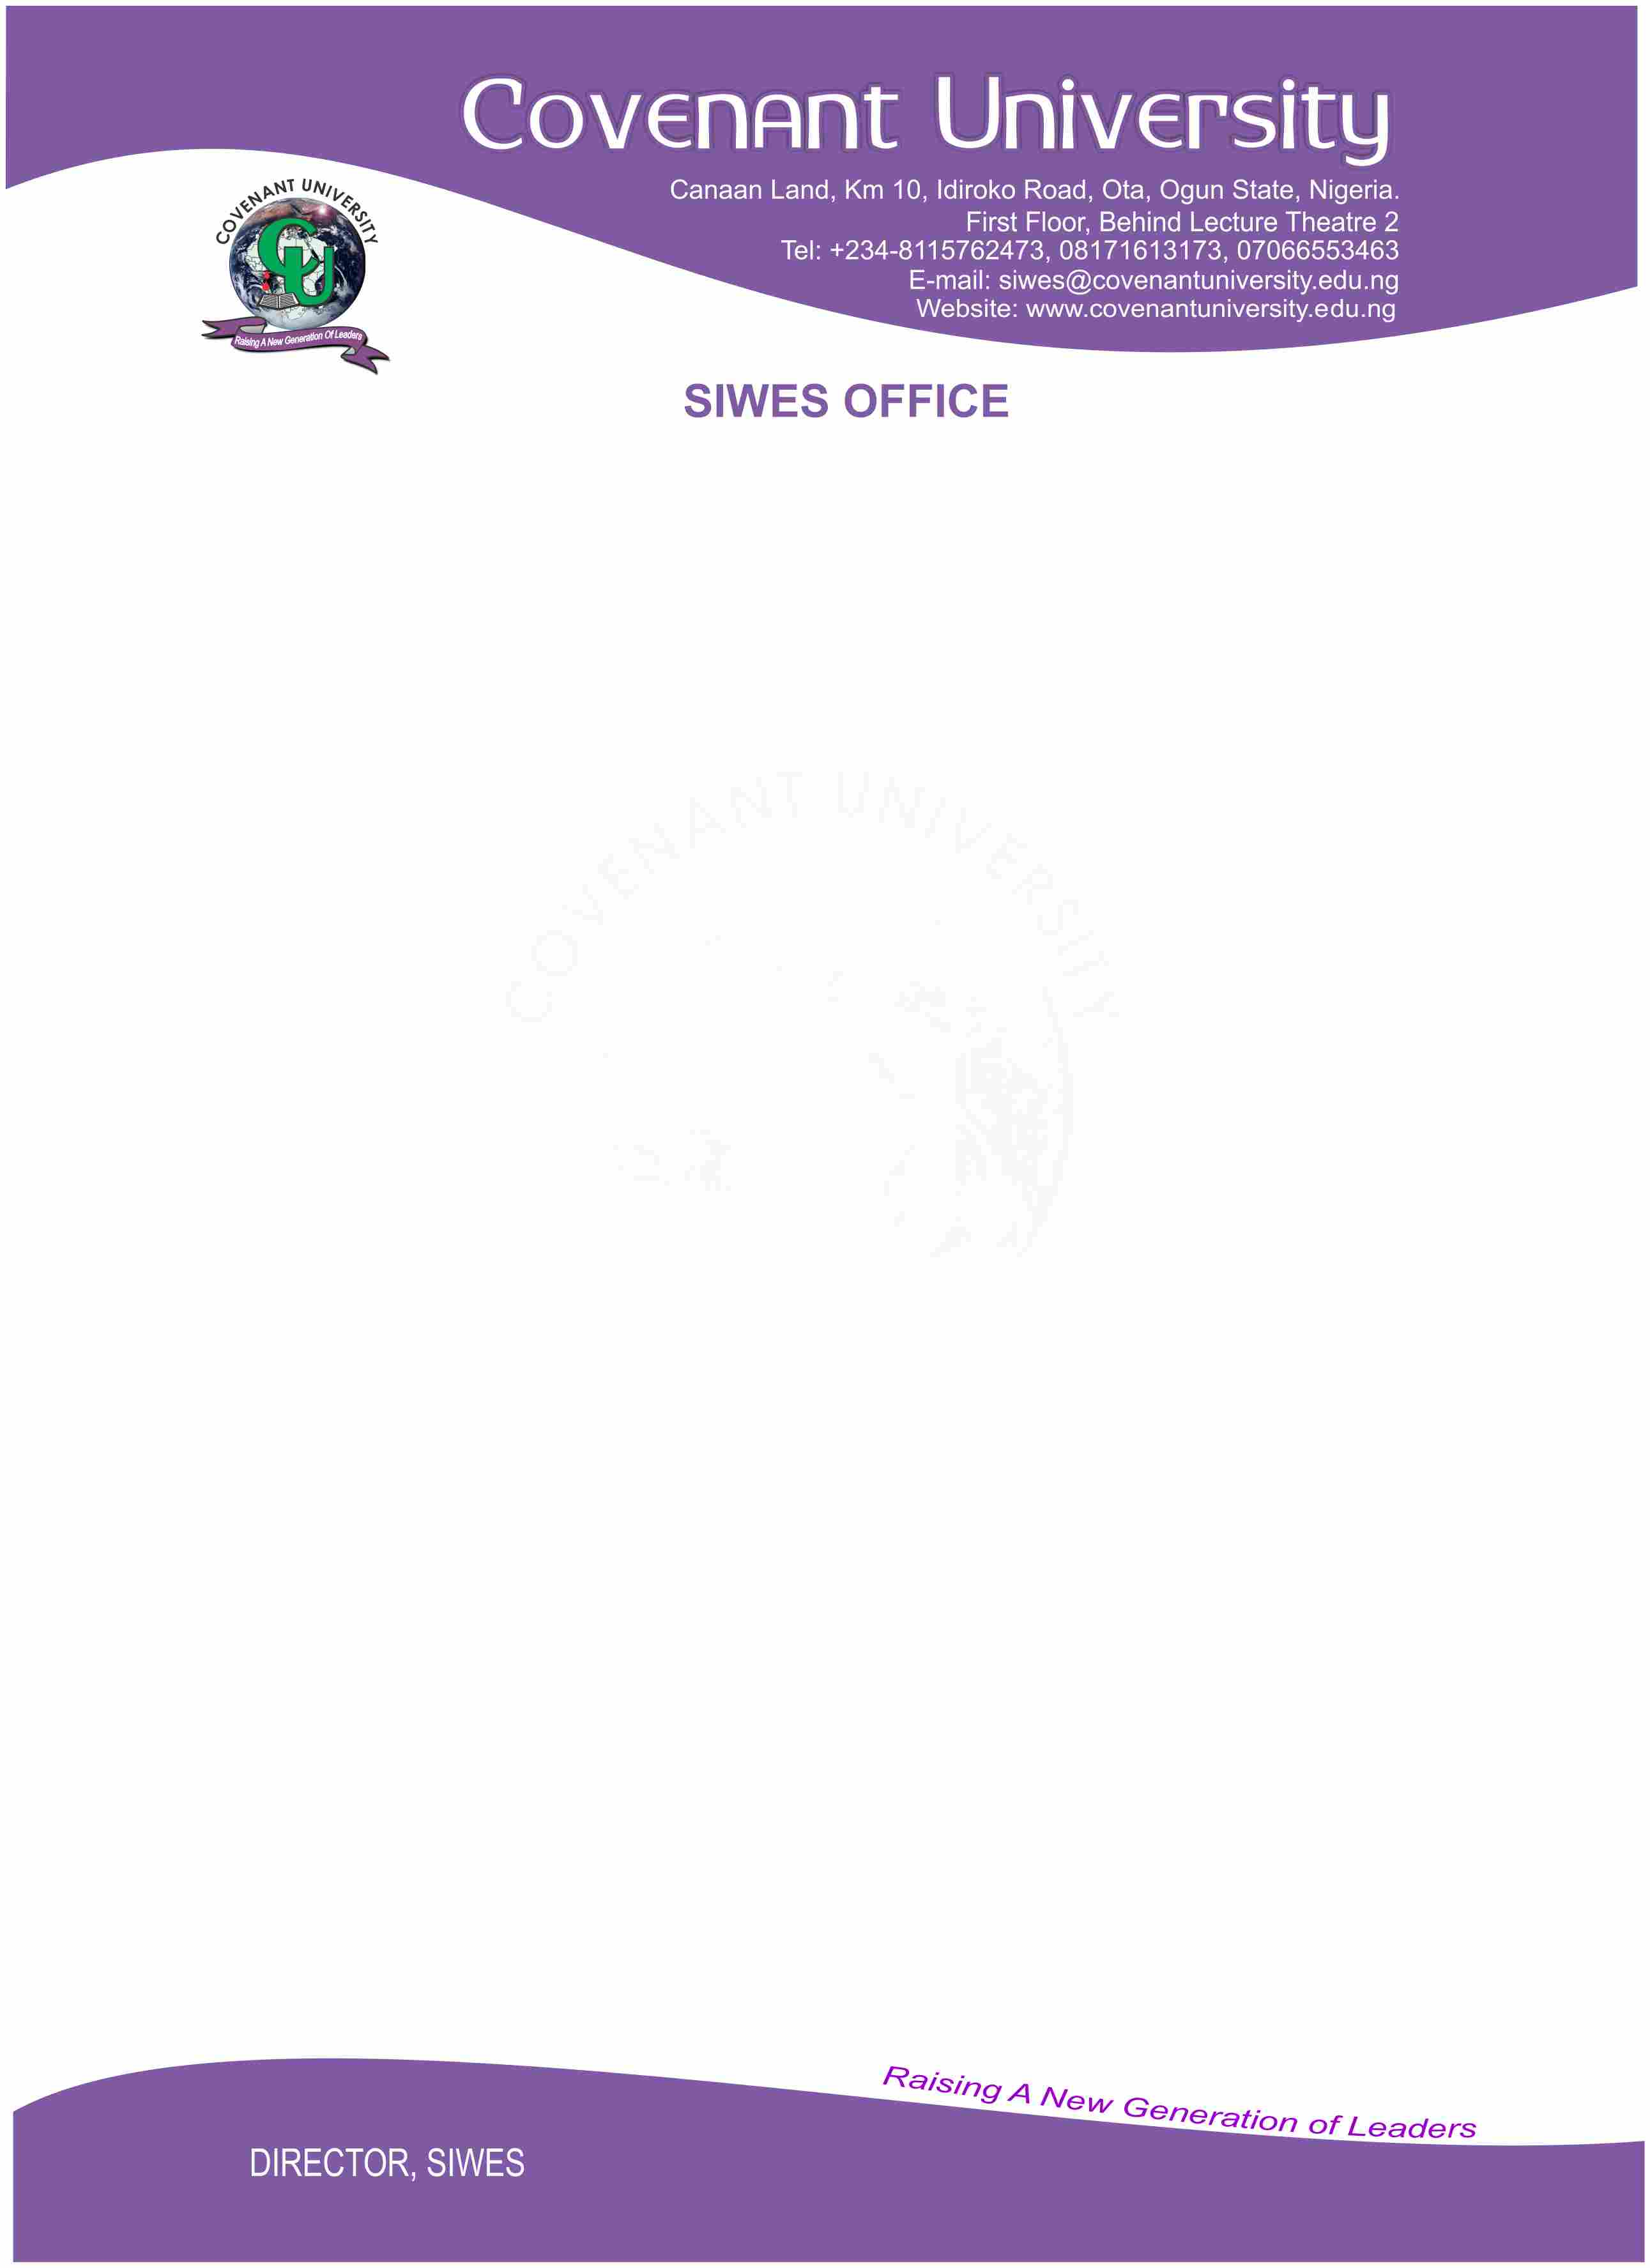 Covenant University
Canaan Land, Km 10, Idiroko Road, Ota, Ogun State, Nigeria.
First Floor, Behind Lecture Theatre 2
Tel: +234-8115762473, 08171613173, 07066553463
E-mail: siwes@covenantuniversity.edu.ng
Website: www.covenantuniversity.edu.ng
COVENANT UNIVERSITY
CU
Raising A New Generation Of Leaders
SIWES OFFICE
COVENANT UNIVERSITY
Raising A New Generation of Leaders
DIRECTOR, SIWES